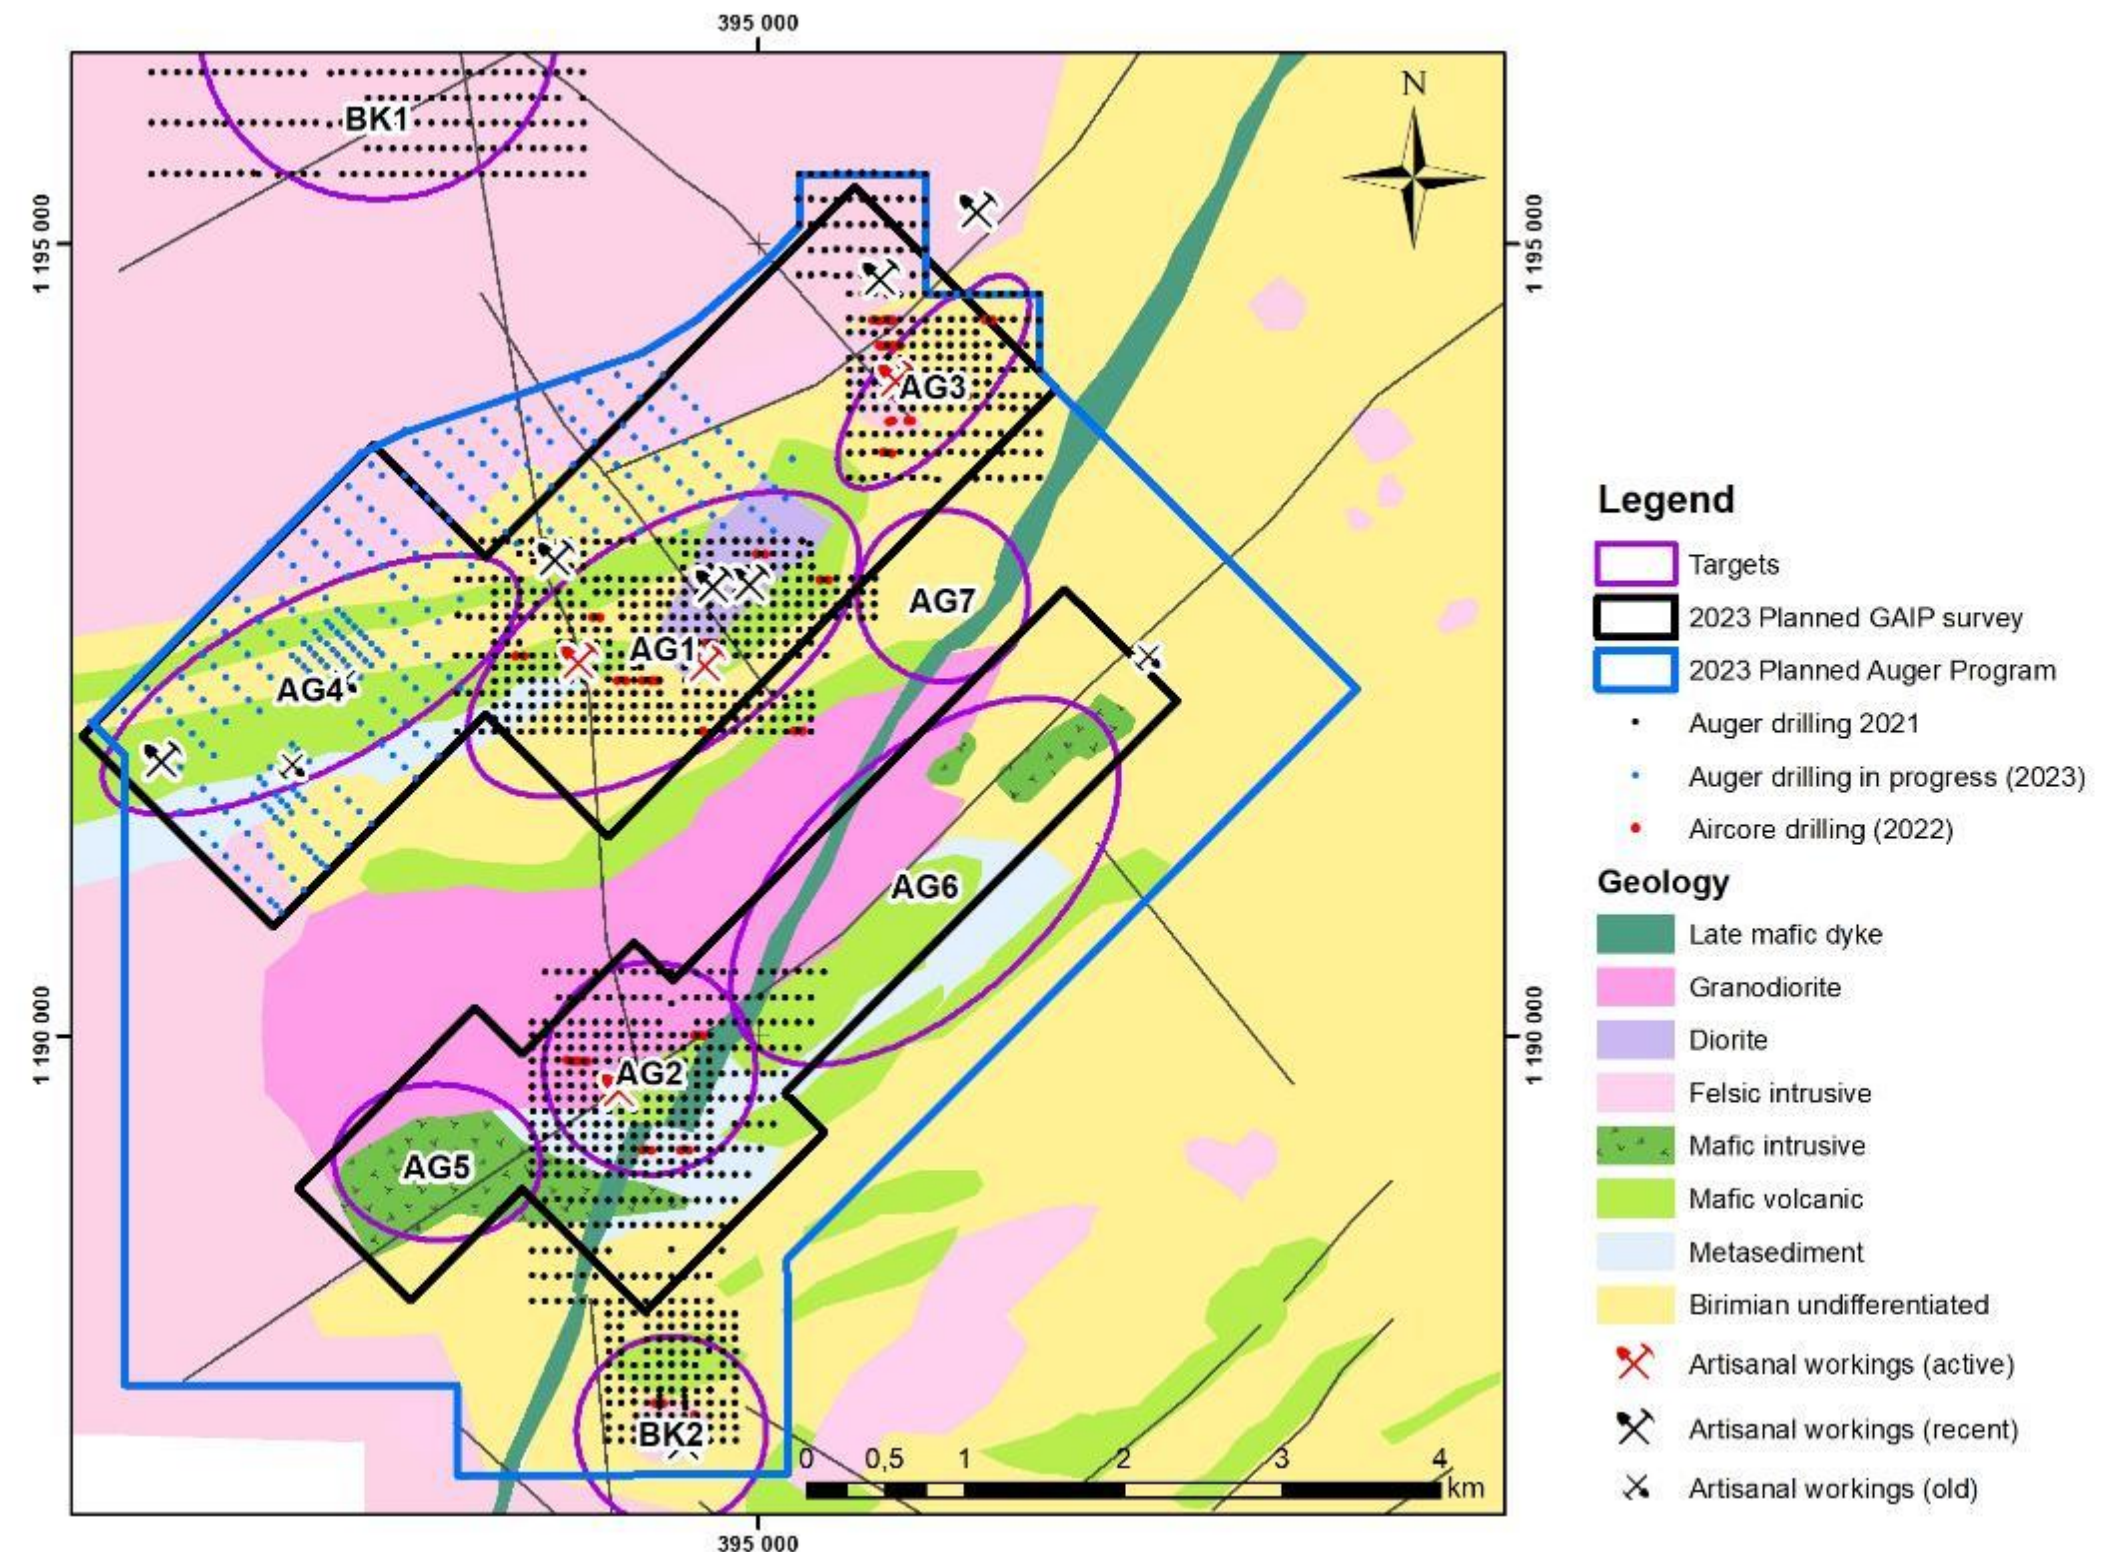 395 000
N
BK1
1 195 000
1 195 000
AG3
AG7
AG1
AG4
AG6
1 190 000
1 190 000
AG2
AG5
BK2
0 0,5 1 2 3 4
km
395 000
Legend
Targets
2023 Planned GAIP survey
2023 Planned Auger Program
Auger drilling 2021
Auger drilling in progress (2023)
Aircore drilling (2022)
Geology
Late mafic dyke
Granodiorite
Diorite
Felsic intrusive
Mafic intrusive
Mafic volcanic
Metasediment
Birimian undifferentiated
Artisanal workings (active)
Artisanal workings (recent)
Artisanal workings (old)